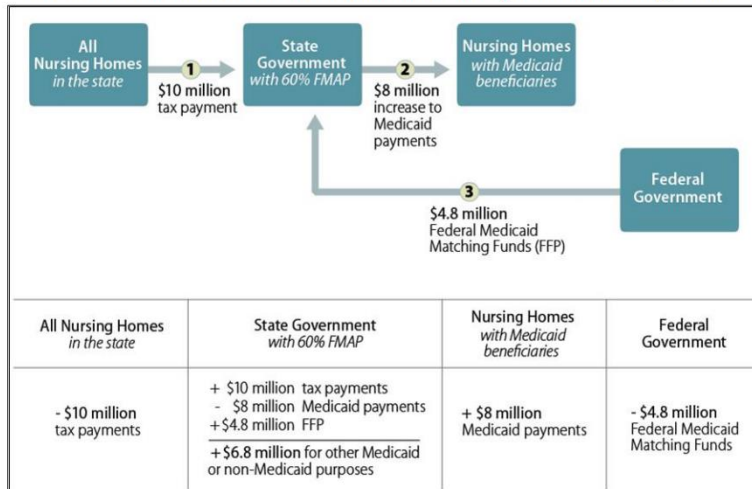 All
Nursing Homes
in the state
1
$10 million
tax payment
State
Government
with 60% FMAP
2
$8 million
increase to
Medicaid
payments
Nursing Homes
with Medicaid
beneficiaries
3
$4.8 million
Federal Medicaid
Matching Funds (FFP)
Federal
Government
All Nursing Homes
in the state
State Government
with 60% FMAP
Nursing Homes
with Medicaid
beneficiaries
Federal
Government
- $10 million
tax payments
+ $10 million tax payments
- $8 million Medicaid payments
+$4.8 million FFP
+$6.8 million for other Medicaid
or non-Medicaid purposes
+ $8 million
Medicaid payments
- $4.8 million
Federal Medicaid
Matching Funds